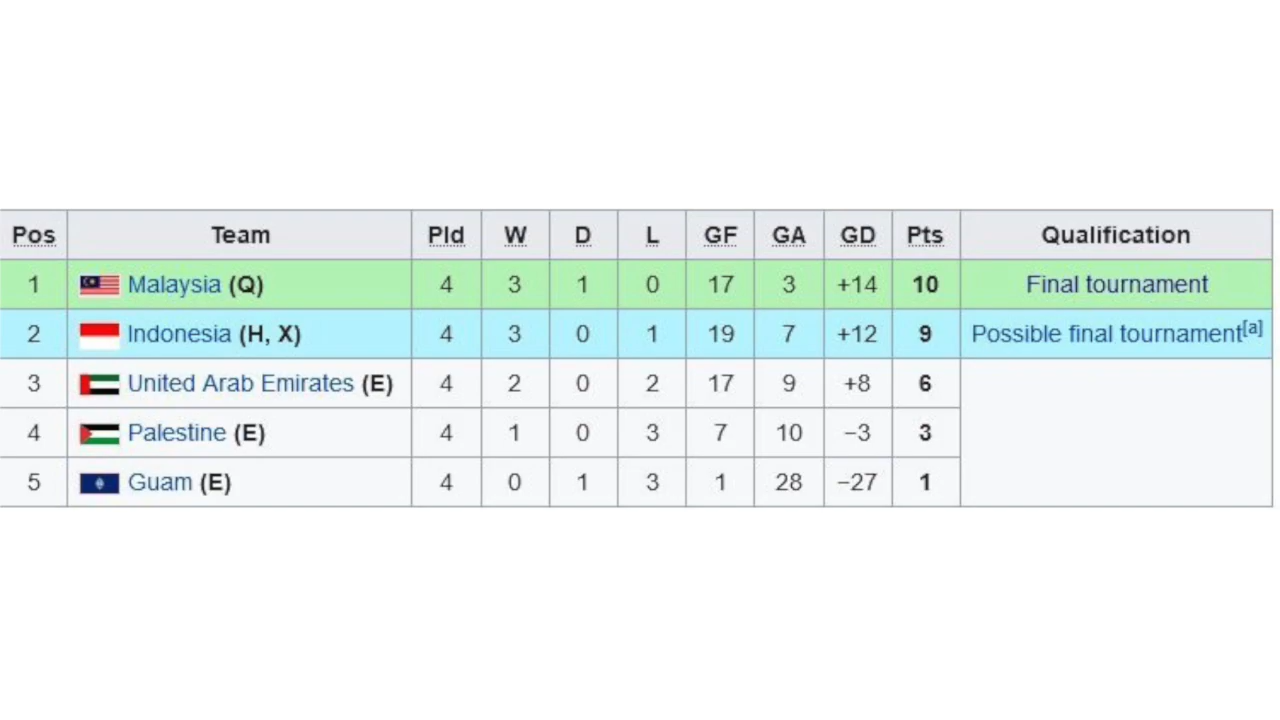 Pos Team Pld W D L GF GA GD Pts Qualification
1 Malaysia (Q) 4 3 1 0 17 3 +14 10 Final tournament
2 Indonesia (H, X) 4 3 0 1 19 7 +12 9 Possible final tournament[a]
3 United Arab Emirates (E) 4 2 0 2 17 9 +8 6
4 Palestine (E) 4 1 0 3 7 10 −3 3
5 Guam (E) 4 0 1 3 1 28 −27 1